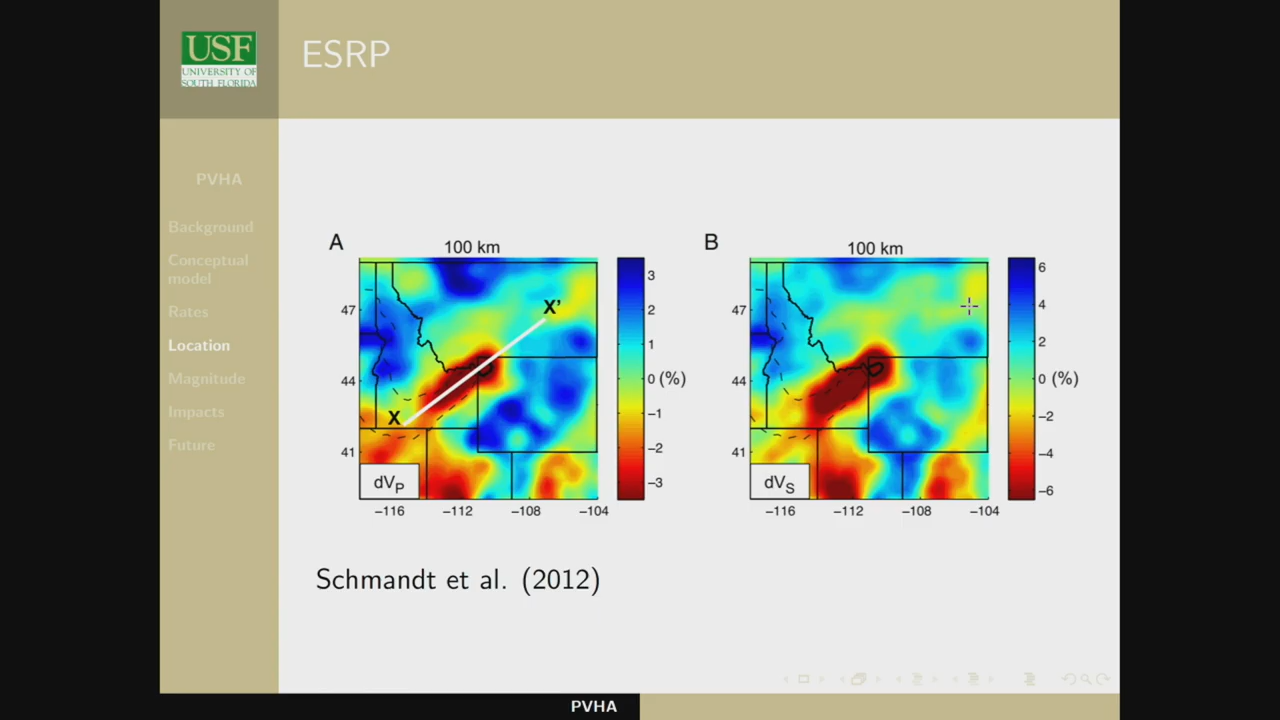 USF
UNIVERSITY OF
SOUTH FLORIDA
ESRP
PVHA
Background
Conceptual
model
Rates
Location
Magnitude
Impacts
Future
A
100 km
47
44
41
X
X'
dVP
−116
−112
−108
−104
3
2
1
0 (%)
−1
−2
−3
B
100 km
47
44
41
dVS
−116
−112
−108
−104
6
4
2
0 (%)
−2
−4
−6
Schmandt et al. (2012)
PVHA